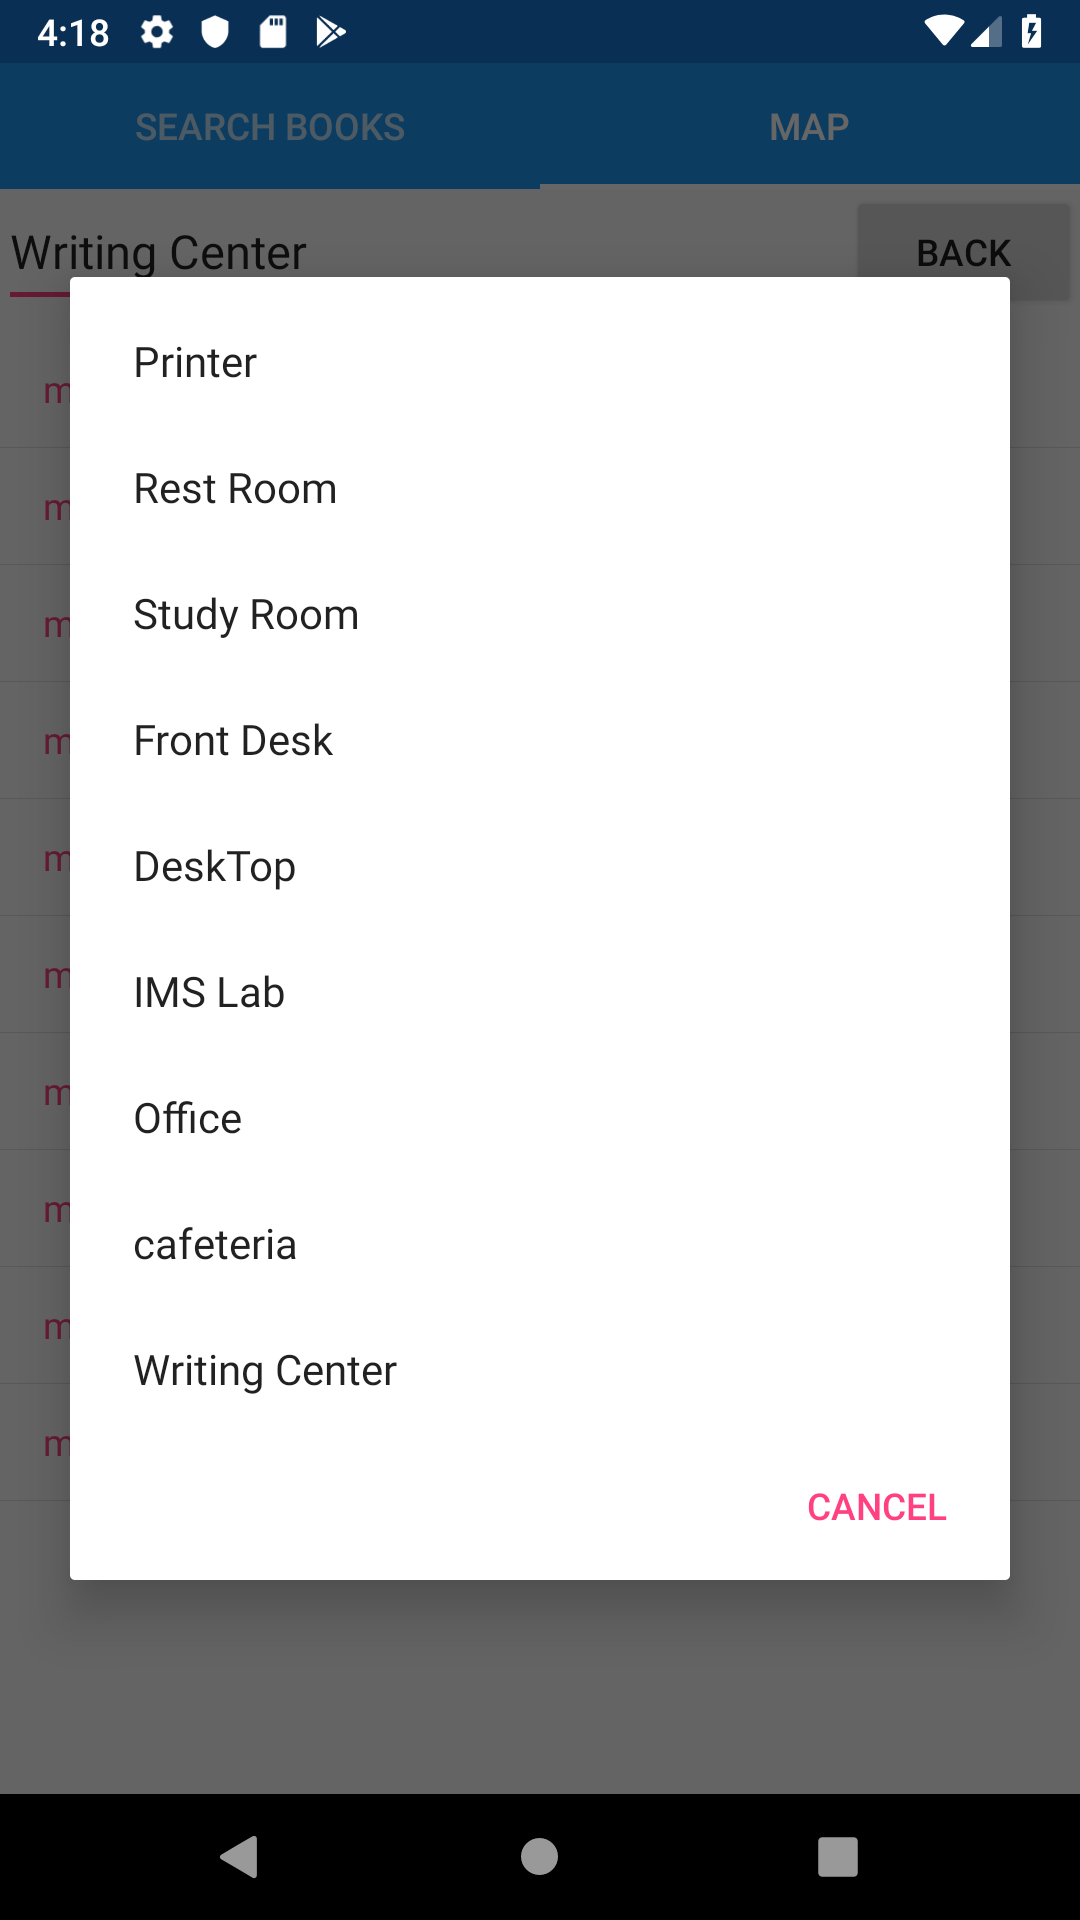 4:18
SEARCH BOOKS
MAP
Writing Center
BACK
Printer
Rest Room
Study Room
Front Desk
DeskTop
IMS Lab
Office
cafeteria
Writing Center
CANCEL